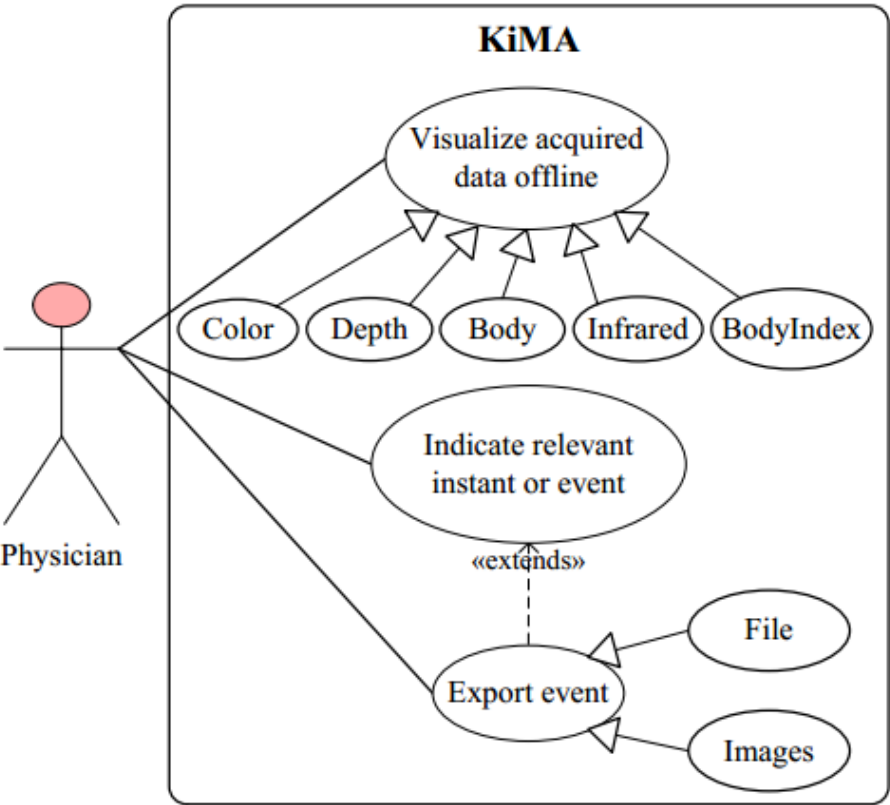 KiMA
Visualize acquired
data offline
Color
Depth
Body
Infrared
BodyIndex
Indicate relevant
instant or event
Physician
«extends»
File
Export event
Images